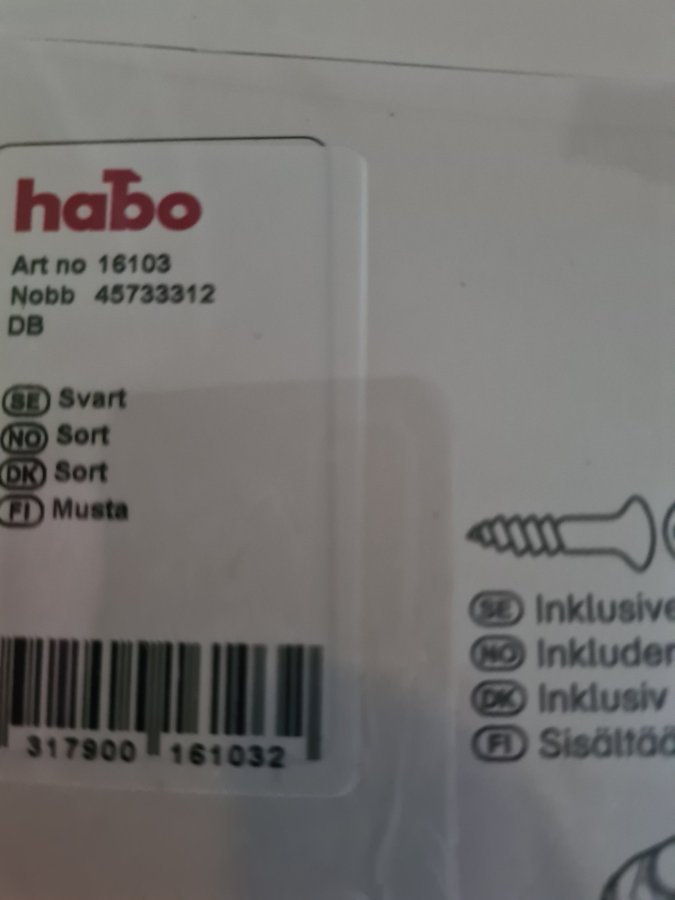 habo
Art no 16103
Nobb 45733312
DB
SE Svart
NO Sort
DK Sort
FI Musta
317900 161032
SE Inklusive
NO Inkluder
DK Inklusiv
FI Sisältää